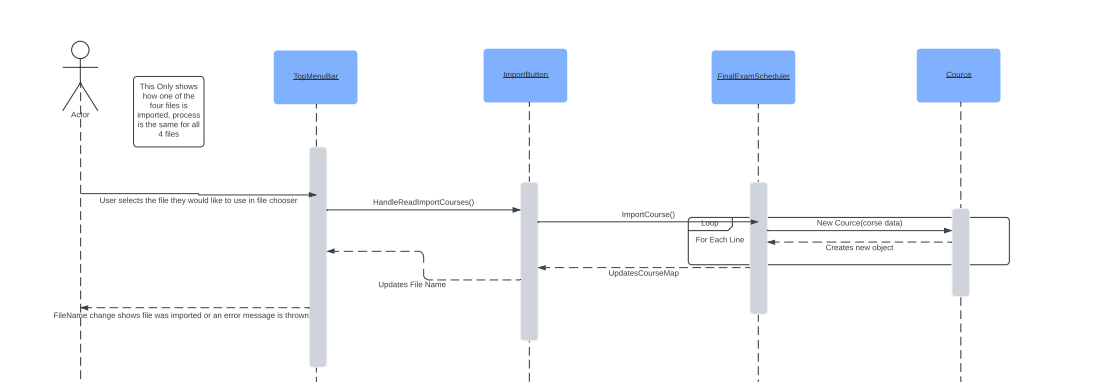 TopMenuBar
ImportButton
FinalExamScheduler
Cource
This Only shows
how one of the
four files is
imported, process
is the same for all
4 files
Actor
User selects the file they would like to use in file chooser
HandleReadImportCourses()
ImportCourse()
Loop
New Cource(corse data)
For Each Line
Creates new object
UpdatesCourseMap
Updates File Name
FileName change shows file was imported or an error message is thrown